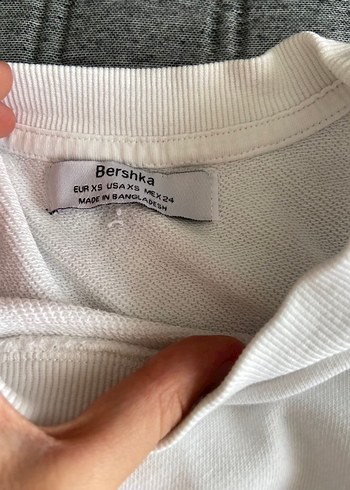 Bershka
EUR XS USA XS MEX 24
MADE IN BANGLADESH